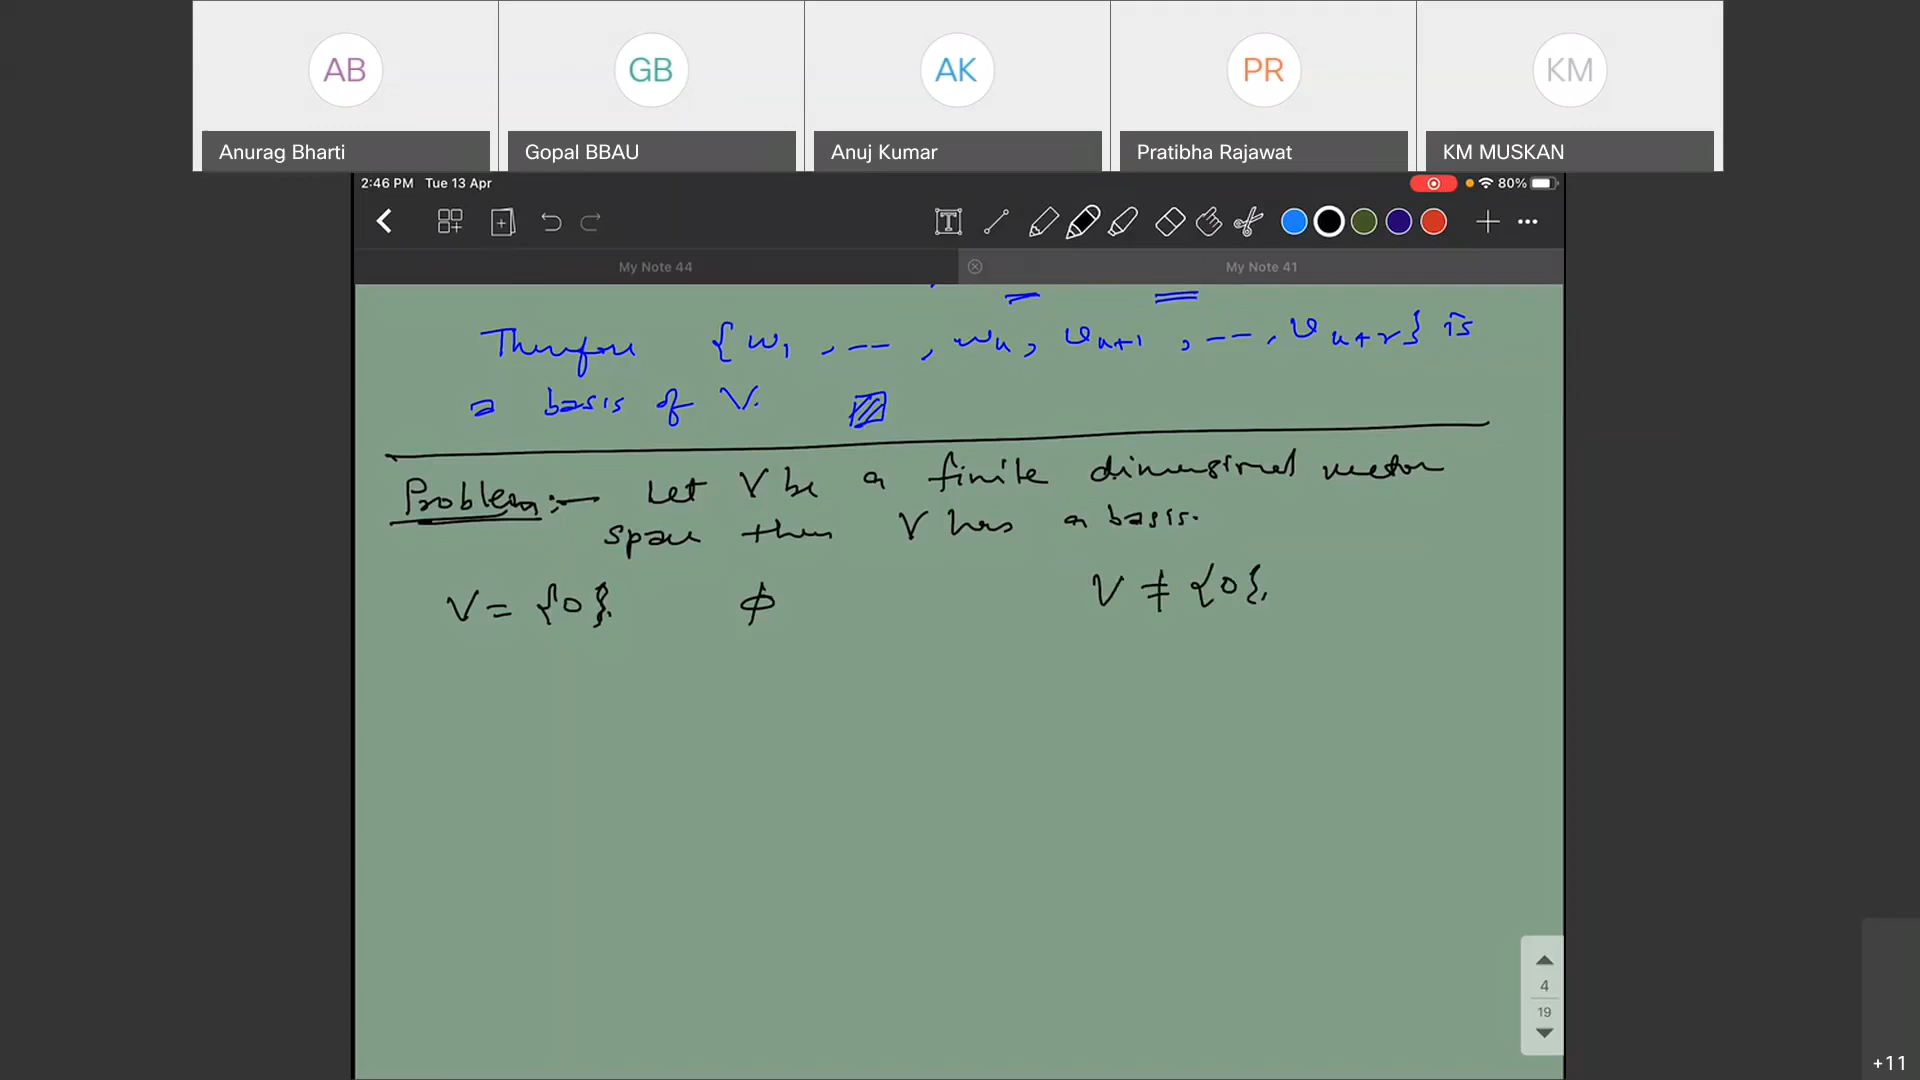 AB
GB
AK
PR
KM
Anurag Bharti
Gopal BBAU
Anuj Kumar
Pratibha Rajawat
KM MUSKAN
2:46 PM Tue 13 Apr
80%
My Note 44
My Note 41
Therefore {w₁, --, wₙ, vₙ₊₁, --, vₙ₊ᵣ} is
a basis of V.
Problem:- Let V be a finite dimensional vector
space then V has a basis.
V = {0}. ϕ V ≠ {0}.
4
19
+11